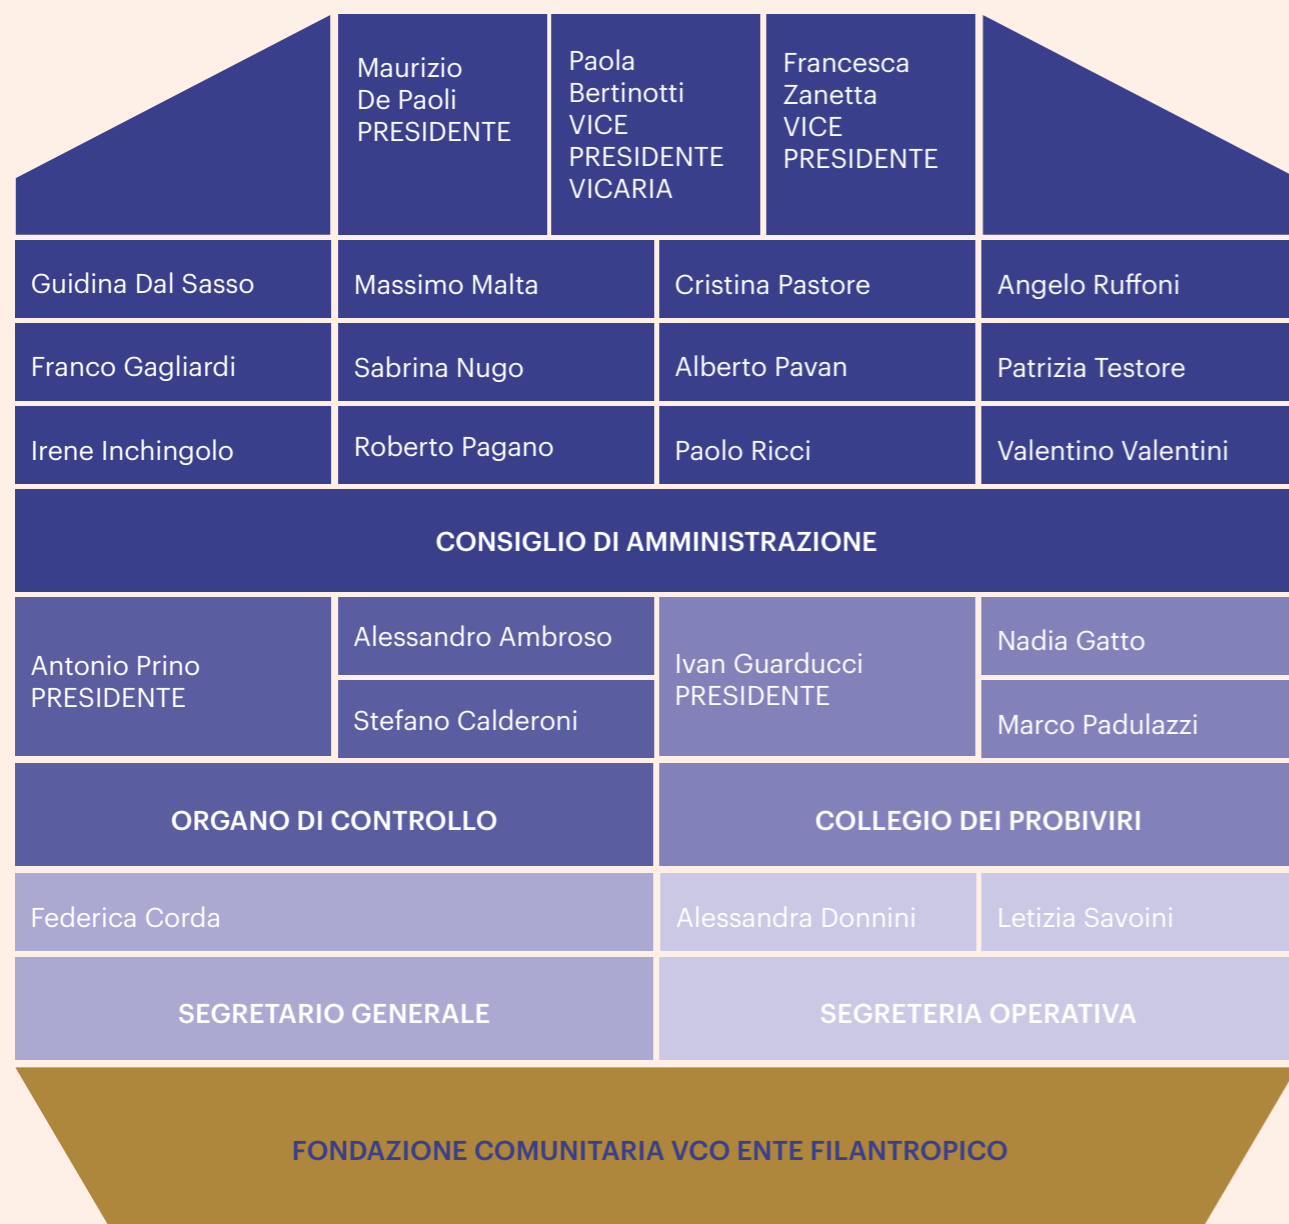 Maurizio
De Paoli
PRESIDENTE
Paola
Bertinotti
VICE
PRESIDENTE
VICARIA
Francesca
Zanetta
VICE
PRESIDENTE
Guidina Dal Sasso
Massimo Malta
Cristina Pastore
Angelo Ruffoni
Franco Gagliardi
Sabrina Nugo
Alberto Pavan
Patrizia Testore
Irene Inchingolo
Roberto Pagano
Paolo Ricci
Valentino Valentini
CONSIGLIO DI AMMINISTRAZIONE
Antonio Prino
PRESIDENTE
Alessandro Ambroso
Stefano Calderoni
Ivan Guarducci
PRESIDENTE
Nadia Gatto
Marco Padulazzi
ORGANO DI CONTROLLO
COLLEGIO DEI PROBIVIRI
Federica Corda
Alessandra Donnini
Letizia Savoini
SEGRETARIO GENERALE
SEGRETERIA OPERATIVA
FONDAZIONE COMUNITARIA VCO ENTE FILANTROPICO